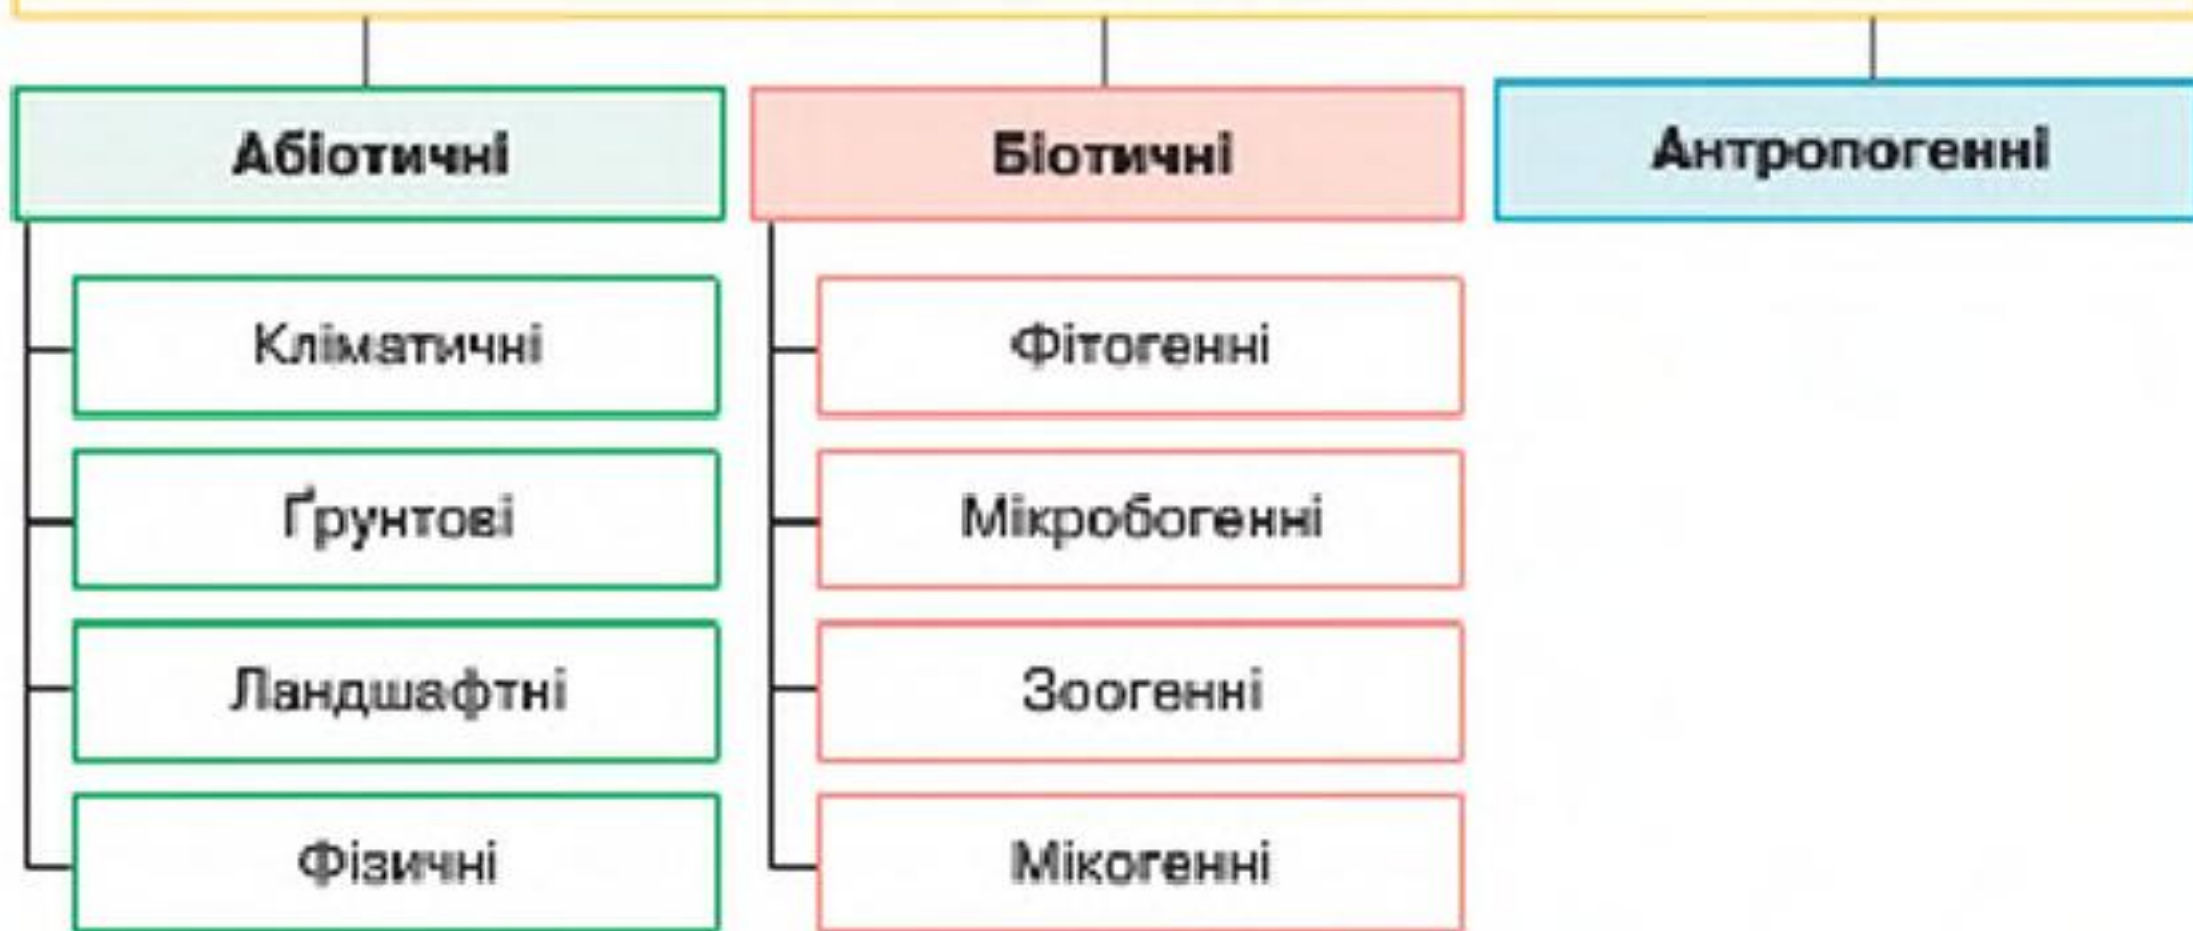 Абіотичні
Кліматичні
Ґрунтові
Ландшафтні
Фізичні
Біотичні
Фітогенні
Мікробогенні
Зоогенні
Мікогенні
Антропогенні